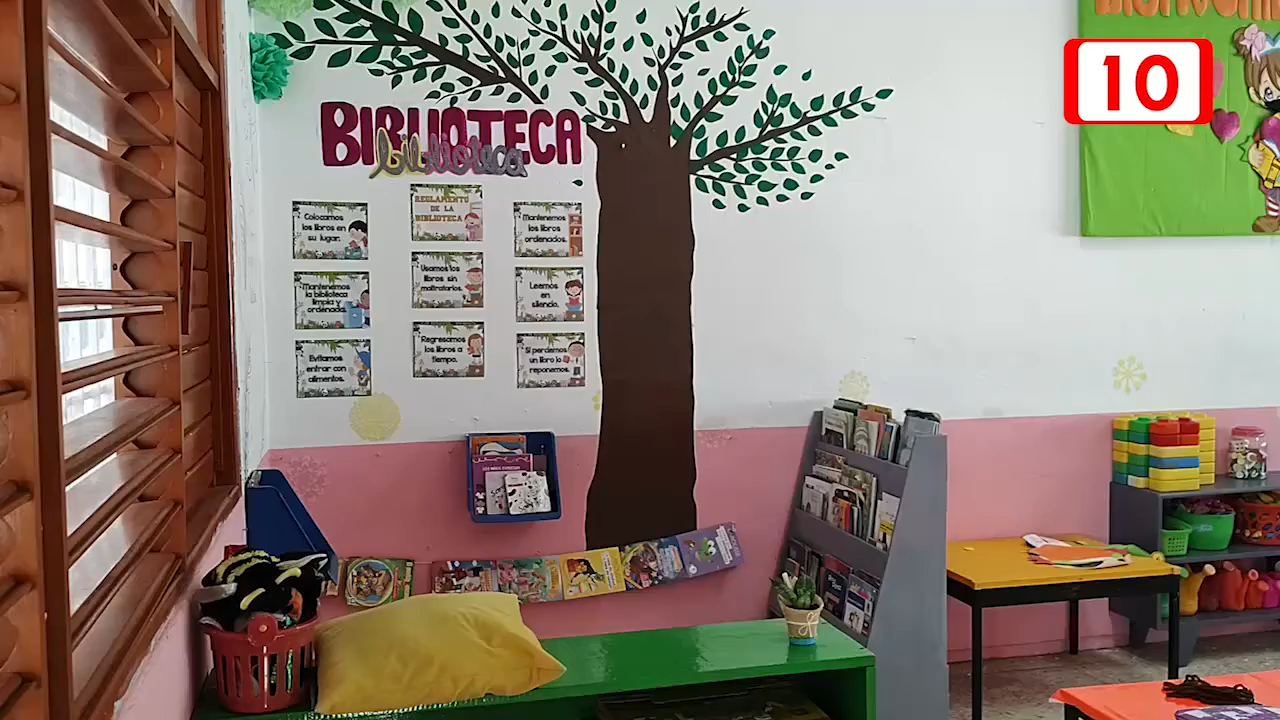 Bienveni
10
BIBLIOTECA
biblioteca
Colocamos
los libros en
su lugar.
REGLAMENTO
DE LA
BIBLIOTECA
Mantenemos
los libros
ordenados.
Mantenemos
la biblioteca
limpia y
ordenada.
Usamos los
libros sin
maltratarlos.
Leemos
en
silencio.
Evitamos
entrar con
alimentos.
Regresamos
los libros a
tiempo.
Si perdemos
un libro lo
reponemos.